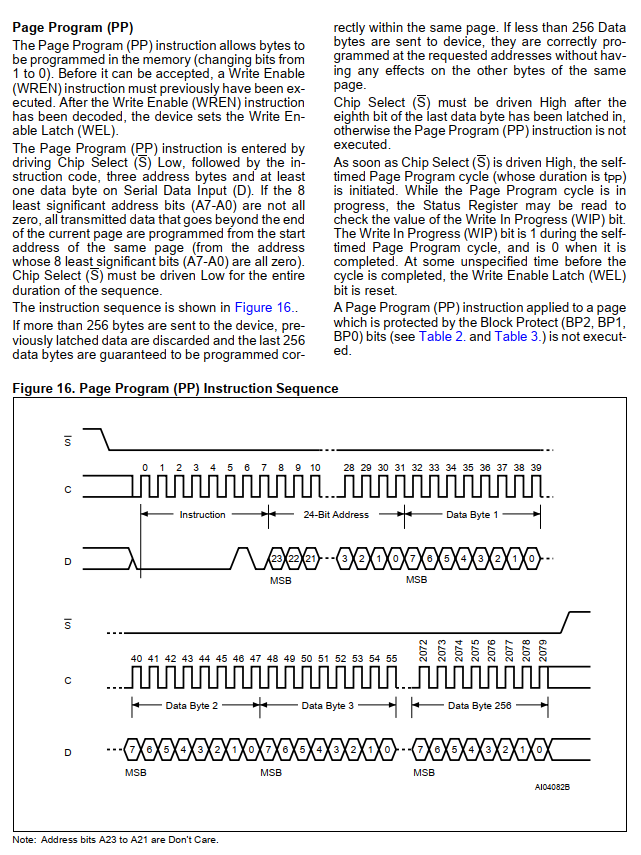 Page Program (PP)
The Page Program (PP) instruction allows bytes to
be programmed in the memory (changing bits from
1 to 0). Before it can be accepted, a Write Enable
(WREN) instruction must previously have been ex-
ecuted. After the Write Enable (WREN) instruction
has been decoded, the device sets the Write En-
able Latch (WEL).
The Page Program (PP) instruction is entered by
driving Chip Select (S̅) Low, followed by the in-
struction code, three address bytes and at least
one data byte on Serial Data Input (D). If the 8
least significant address bits (A7-A0) are not all
zero, all transmitted data that goes beyond the end
of the current page are programmed from the start
address of the same page (from the address
whose 8 least significant bits (A7-A0) are all zero).
Chip Select (S̅) must be driven Low for the entire
duration of the sequence.
The instruction sequence is shown in Figure 16..
If more than 256 bytes are sent to the device, pre-
viously latched data are discarded and the last 256
data bytes are guaranteed to be programmed cor-
rectly within the same page. If less than 256 Data
bytes are sent to device, they are correctly pro-
grammed at the requested addresses without hav-
ing any effects on the other bytes of the same
page.
Chip Select (S̅) must be driven High after the
eighth bit of the last data byte has been latched in,
otherwise the Page Program (PP) instruction is not
executed.
As soon as Chip Select (S̅) is driven High, the self-
timed Page Program cycle (whose duration is tPP)
is initiated. While the Page Program cycle is in
progress, the Status Register may be read to
check the value of the Write In Progress (WIP) bit.
The Write In Progress (WIP) bit is 1 during the self-
timed Page Program cycle, and is 0 when it is
completed. At some unspecified time before the
cycle is completed, the Write Enable Latch (WEL)
bit is reset.
A Page Program (PP) instruction applied to a page
which is protected by the Block Protect (BP2, BP1,
BP0) bits (see Table 2. and Table 3.) is not execut-
ed.
Figure 16. Page Program (PP) Instruction Sequence
S̅
0 1 2 3 4 5 6 7 8 9 10 28 29 30 31 32 33 34 35 36 37 38 39
C
Instruction 24-Bit Address Data Byte 1
D 23 22 21 3 2 1 0 7 6 5 4 3 2 1 0
MSB MSB
S̅
40 41 42 43 44 45 46 47 48 49 50 51 52 53 54 55 2072 2073 2074 2075 2076 2077 2078 2079
C
Data Byte 2 Data Byte 3 Data Byte 256
D 7 6 5 4 3 2 1 0 7 6 5 4 3 2 1 0 7 6 5 4 3 2 1 0
MSB MSB MSB
AI04082B
Note: Address bits A23 to A21 are Don't Care.